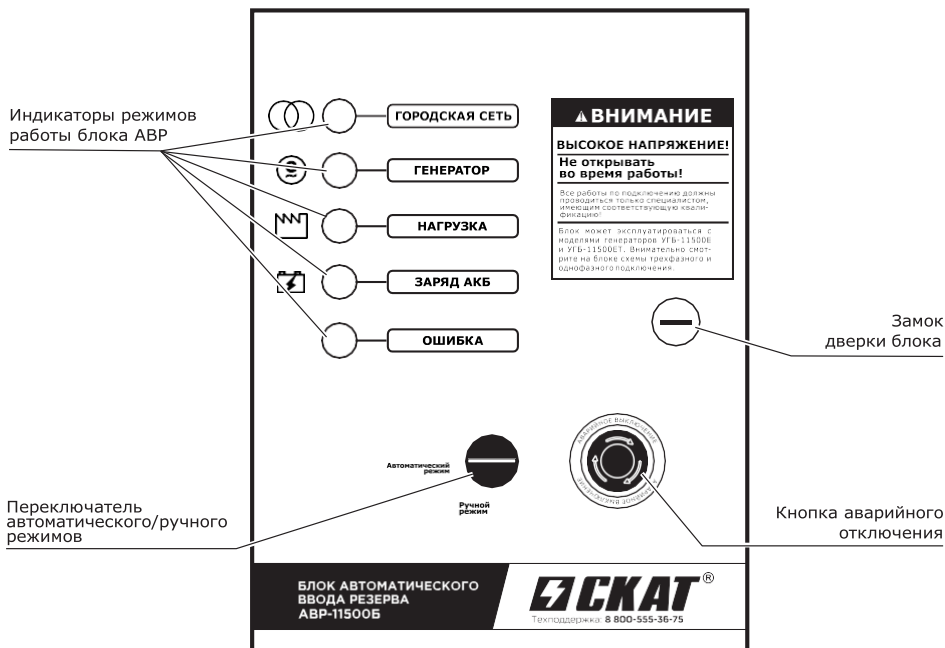 Индикаторы режимов
работы блока АВР
ГОРОДСКАЯ СЕТЬ
ГЕНЕРАТОР
НАГРУЗКА
ЗАРЯД АКБ
ОШИБКА
ВНИМАНИЕ
ВЫСОКОЕ НАПРЯЖЕНИЕ!
Не открывать
во время работы!
Все работы по подключению должны
проводиться только специалистом,
имеющим соответствующую квали-
фикацию!
Блок может эксплуатироваться с
моделями генераторов УГБ-11500Е
и УГБ-11500ЕТ. Внимательно смот-
рите на блоке схемы трехфазного и
однофазного подключения.
Замок
дверки блока
АВАРИЙНОЕ ВЫКЛЮЧЕНИЕ
АВАРИЙНОЕ ВЫКЛЮЧЕНИЕ
Автоматический
режим
Ручной
режим
Переключатель
автоматического/ручного
режимов
Кнопка аварийного
отключения
БЛОК АВТОМАТИЧЕСКОГО
ВВОДА РЕЗЕРВА
АВР-11500Б
СКАТ®
Техподдержка: 8 800-555-36-75